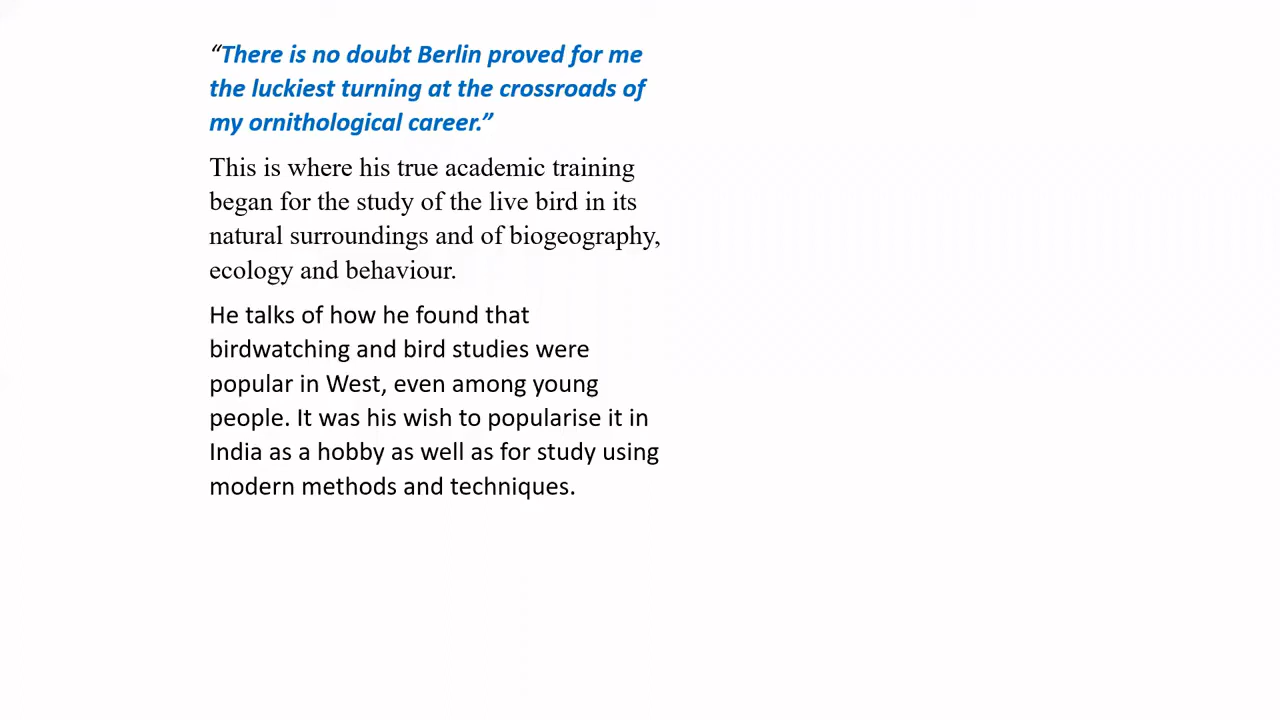 “There is no doubt Berlin proved for me
the luckiest turning at the crossroads of
my ornithological career.”
This is where his true academic training
began for the study of the live bird in its
natural surroundings and of biogeography,
ecology and behaviour.
He talks of how he found that
birdwatching and bird studies were
popular in West, even among young
people. It was his wish to popularise it in
India as a hobby as well as for study using
modern methods and techniques.